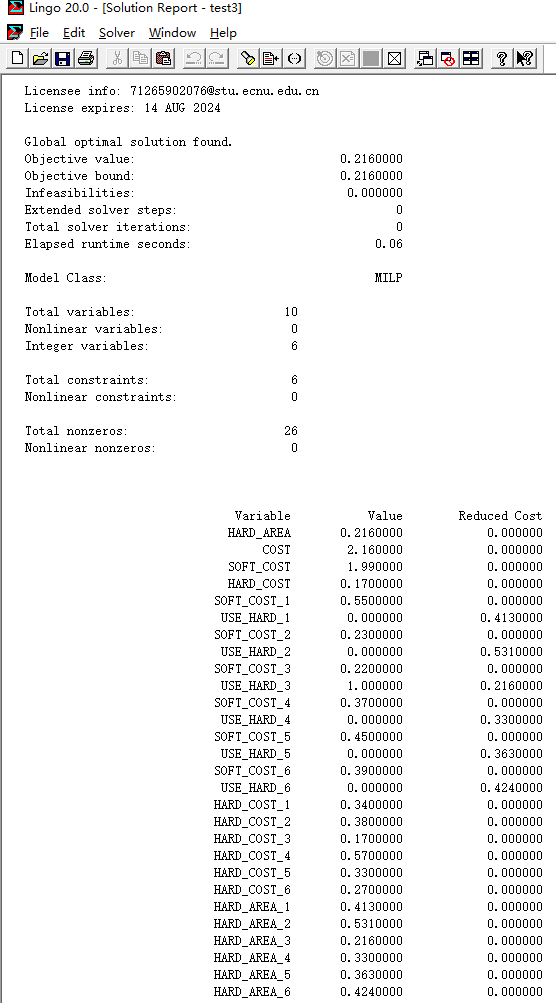 Lingo 20.0 - [Solution Report - test3]
File Edit Solver Window Help
Licensee info: 71265902076@stu.ecnu.edu.cn
License expires: 14 AUG 2024
Global optimal solution found.
Objective value: 0.2160000
Objective bound: 0.2160000
Infeasibilities: 0.000000
Extended solver steps: 0
Total solver iterations: 0
Elapsed runtime seconds: 0.06
Model Class: MILP
Total variables: 10
Nonlinear variables: 0
Integer variables: 6
Total constraints: 6
Nonlinear constraints: 0
Total nonzeros: 26
Nonlinear nonzeros: 0
Variable Value Reduced Cost
HARD_AREA 0.2160000 0.000000
COST 2.160000 0.000000
SOFT_COST 1.990000 0.000000
HARD_COST 0.1700000 0.000000
SOFT_COST_1 0.5500000 0.000000
USE_HARD_1 0.000000 0.4130000
SOFT_COST_2 0.2300000 0.000000
USE_HARD_2 0.000000 0.5310000
SOFT_COST_3 0.2200000 0.000000
USE_HARD_3 1.000000 0.2160000
SOFT_COST_4 0.3700000 0.000000
USE_HARD_4 0.000000 0.3300000
SOFT_COST_5 0.4500000 0.000000
USE_HARD_5 0.000000 0.3630000
SOFT_COST_6 0.3900000 0.000000
USE_HARD_6 0.000000 0.4240000
HARD_COST_1 0.3400000 0.000000
HARD_COST_2 0.3800000 0.000000
HARD_COST_3 0.1700000 0.000000
HARD_COST_4 0.5700000 0.000000
HARD_COST_5 0.3300000 0.000000
HARD_COST_6 0.2700000 0.000000
HARD_AREA_1 0.4130000 0.000000
HARD_AREA_2 0.5310000 0.000000
HARD_AREA_3 0.2160000 0.000000
HARD_AREA_4 0.3300000 0.000000
HARD_AREA_5 0.3630000 0.000000
HARD_AREA_6 0.4240000 0.000000